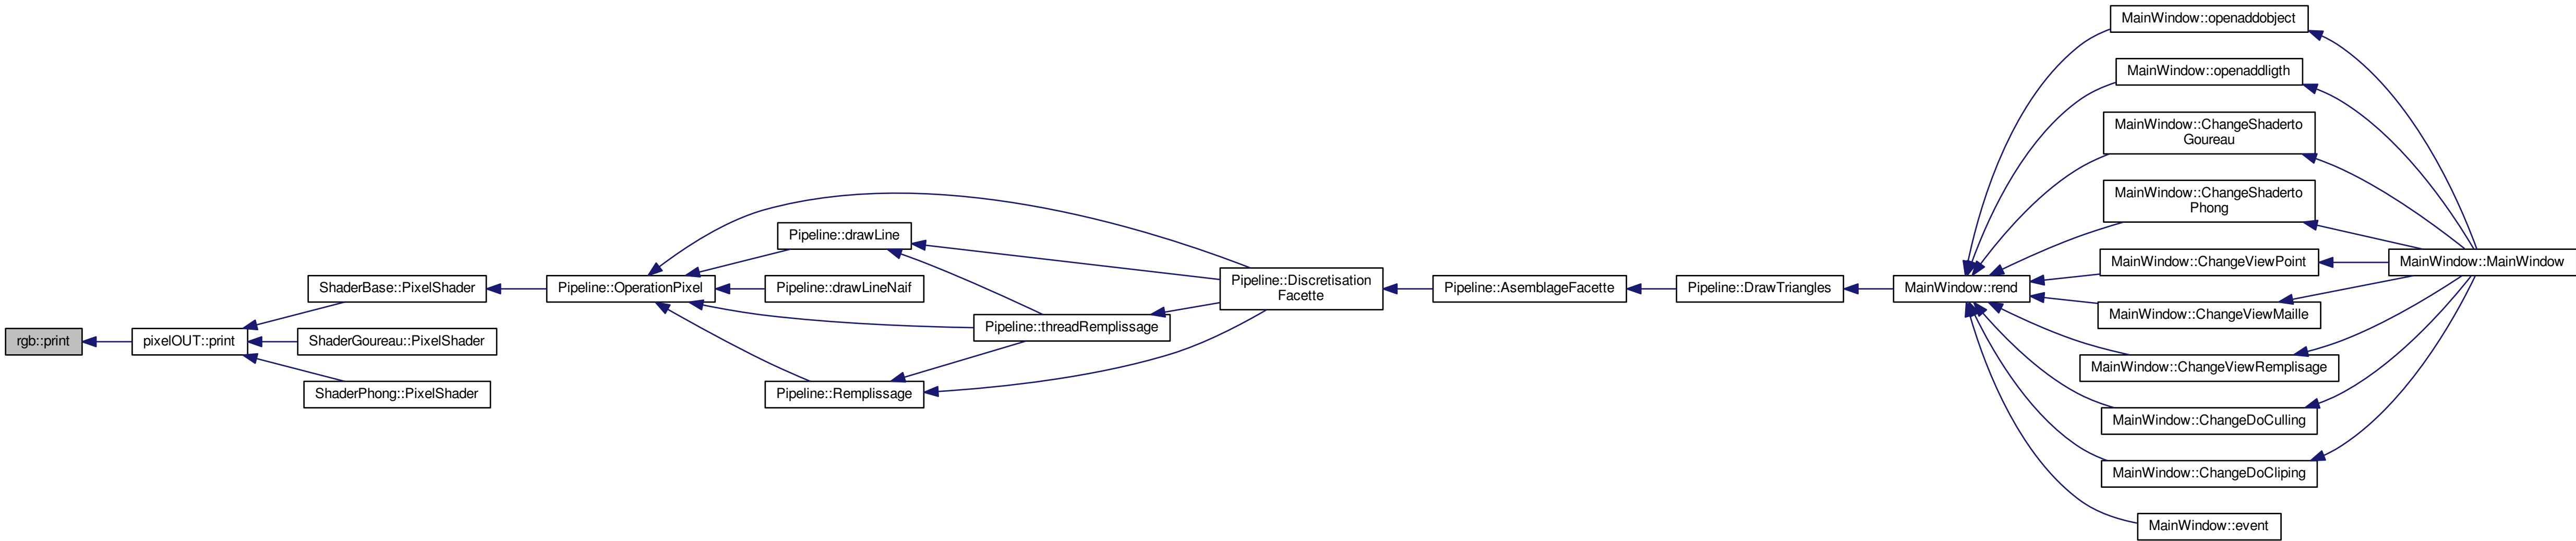 rgb::print
pixelOUT::print
ShaderBase::PixelShader
ShaderGoureau::PixelShader
ShaderPhong::PixelShader
Pipeline::OperationPixel
Pipeline::drawLine
Pipeline::drawLineNaif
Pipeline::Remplissage
Pipeline::threadRemplissage
Pipeline::Discretisation
Facette
Pipeline::AsemblageFacette
Pipeline::DrawTriangles
MainWindow::rend
MainWindow::openaddobject
MainWindow::openaddligth
MainWindow::ChangeShaderto
Goureau
MainWindow::ChangeShaderto
Phong
MainWindow::ChangeViewPoint
MainWindow::ChangeViewMaille
MainWindow::ChangeViewRemplisage
MainWindow::ChangeDoCulling
MainWindow::ChangeDoCliping
MainWindow::event
MainWindow::MainWindow